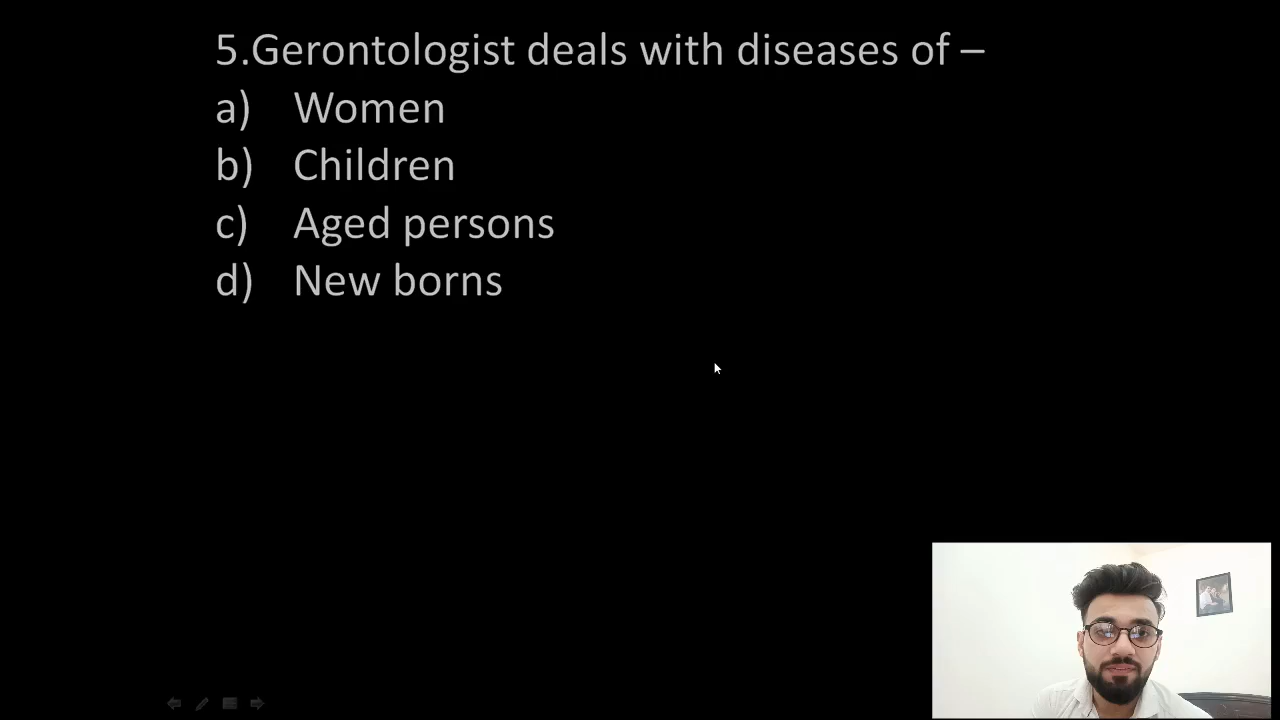 5.Gerontologist deals with diseases of –
a) Women
b) Children
c) Aged persons
d) New borns